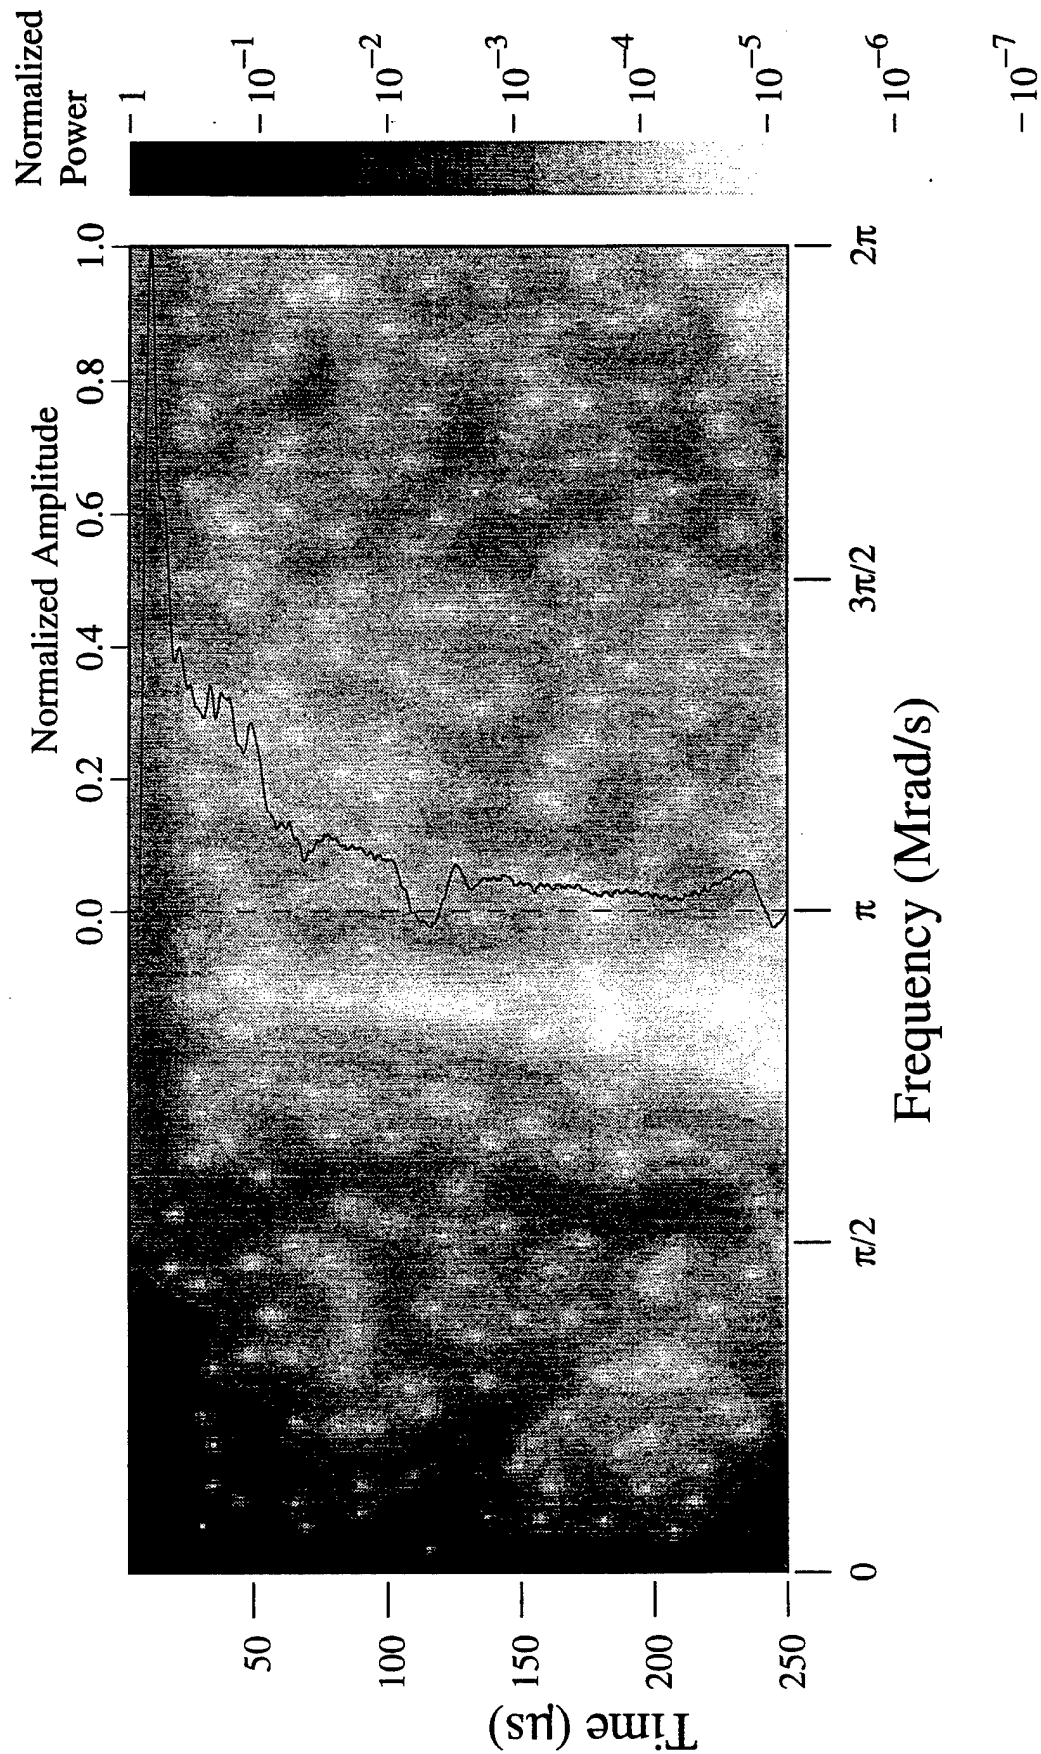 Normalized Amplitude
0.0 0.2 0.4 0.6 0.8 1.0
Normalized
Power
1
10⁻¹
10⁻²
10⁻³
10⁻⁴
10⁻⁵
10⁻⁶
10⁻⁷
Time (µs)
50
100
150
200
250
0 π/2 π 3π/2 2π
Frequency (Mrad/s)